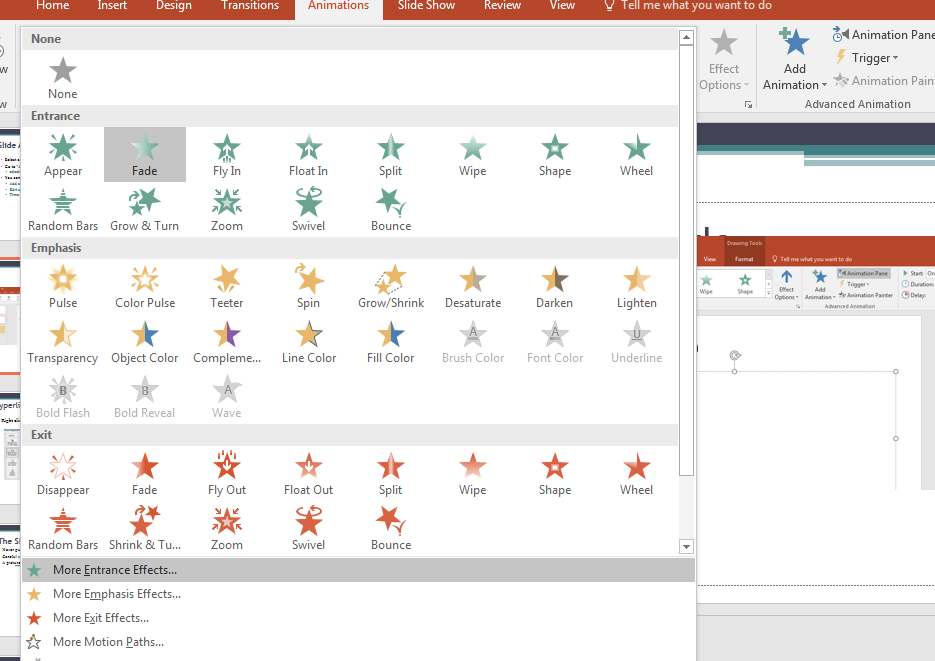 Home Insert Design Transitions Animations Slide Show Review View Tell me what you want to do
None
None
Entrance
Appear Fade Fly In Float In Split Wipe Shape Wheel
Random Bars Grow & Turn Zoom Swivel Bounce
Emphasis
Pulse Color Pulse Teeter Spin Grow/Shrink Desaturate Darken Lighten
Transparency Object Color Compleme... Line Color Fill Color Brush Color Font Color Underline
Bold Flash Bold Reveal Wave
Exit
Disappear Fade Fly Out Float Out Split Wipe Shape Wheel
Random Bars Shrink & Tu... Zoom Swivel Bounce
More Entrance Effects...
More Emphasis Effects...
More Exit Effects...
More Motion Paths...
Effect
Options
Add
Animation
Animation Pane
Trigger
Animation Pain
Advanced Animation
Drawing Tools
View Format Tell me what you want to do
Wipe Shape
Effect
Options
Add
Animation
Animation Pane
Trigger
Animation Painter
Advanced Animation
Start: On
Duration:
Delay: